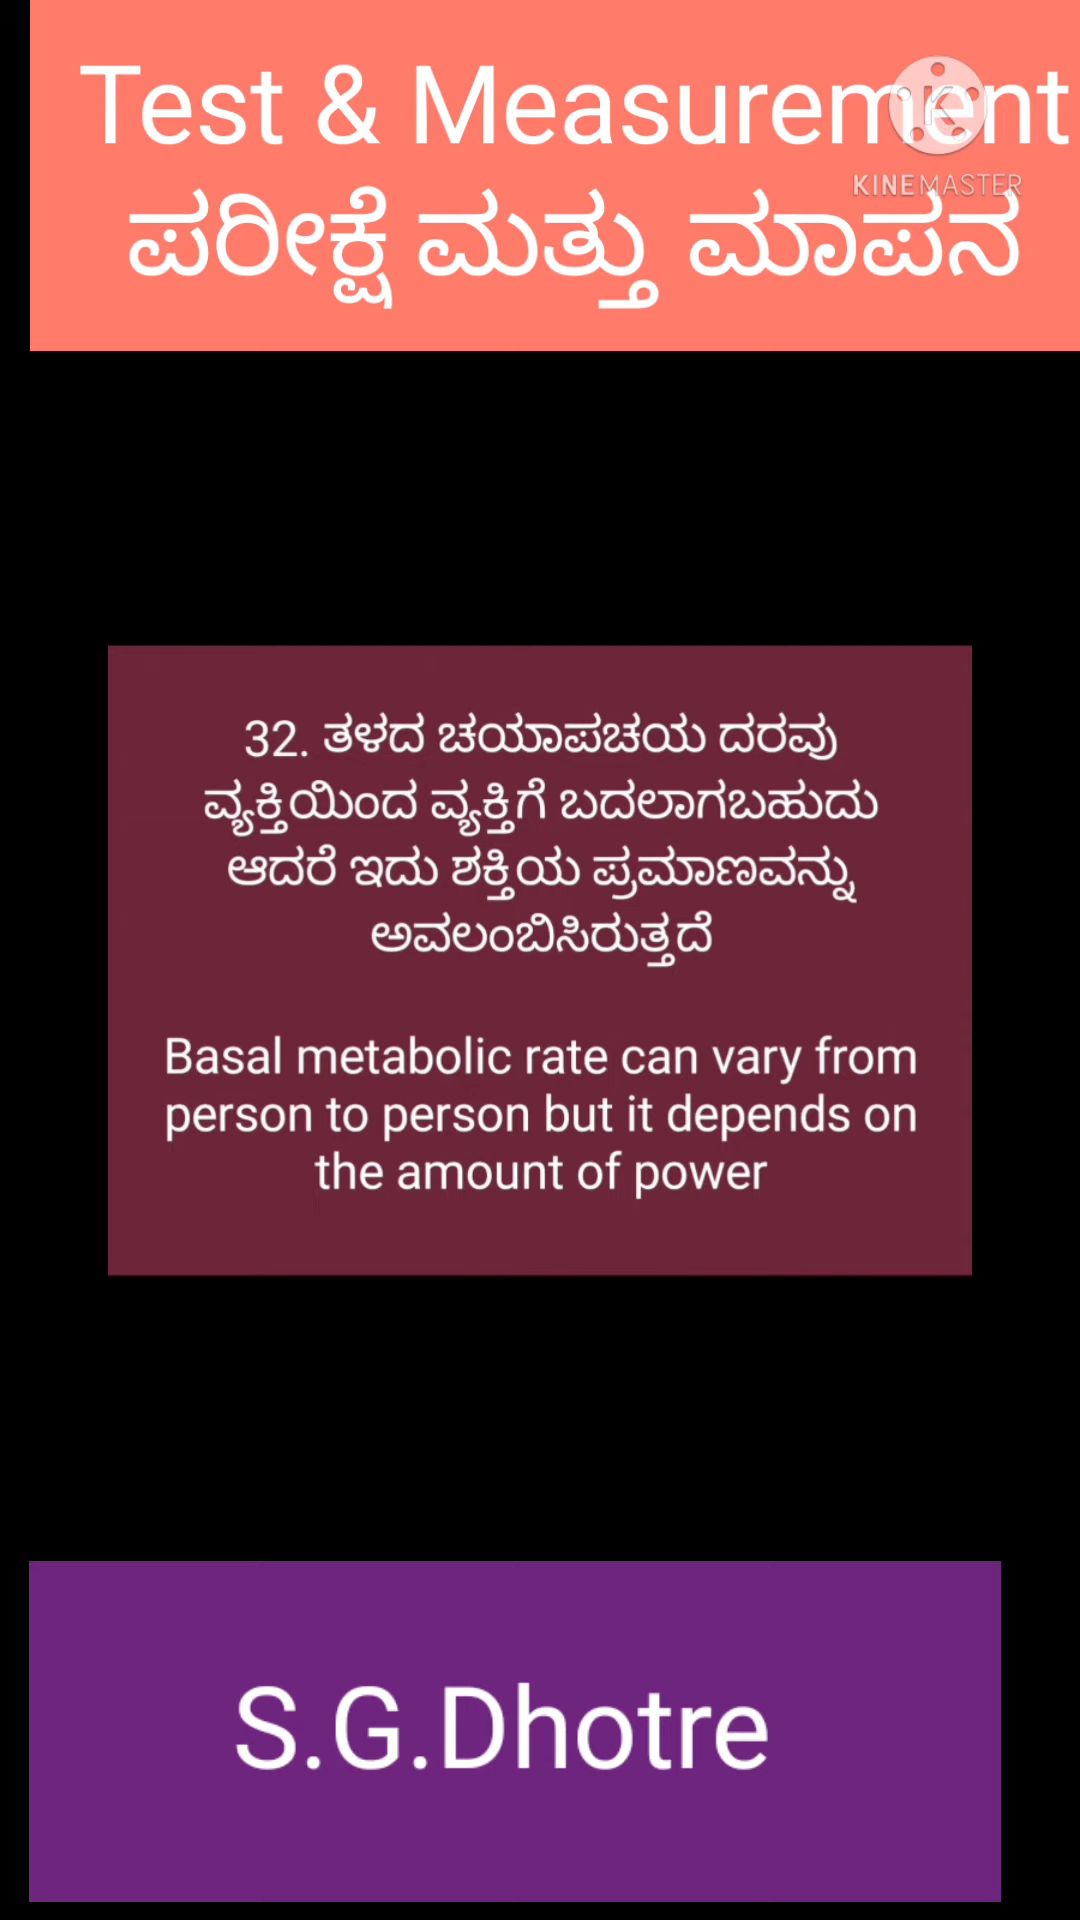 Test & Measurement
KINEMASTER
ಪರೀಕ್ಷೆ ಮತ್ತು ಮಾಪನ
32. ತಳದ ಚಯಾಪಚಯ ದರವು
ವ್ಯಕ್ತಿಯಿಂದ ವ್ಯಕ್ತಿಗೆ ಬದಲಾಗಬಹುದು
ಆದರೆ ಇದು ಶಕ್ತಿಯ ಪ್ರಮಾಣವನ್ನು
ಅವಲಂಬಿಸಿರುತ್ತದೆ
Basal metabolic rate can vary from
person to person but it depends on
the amount of power
S.G.Dhotre